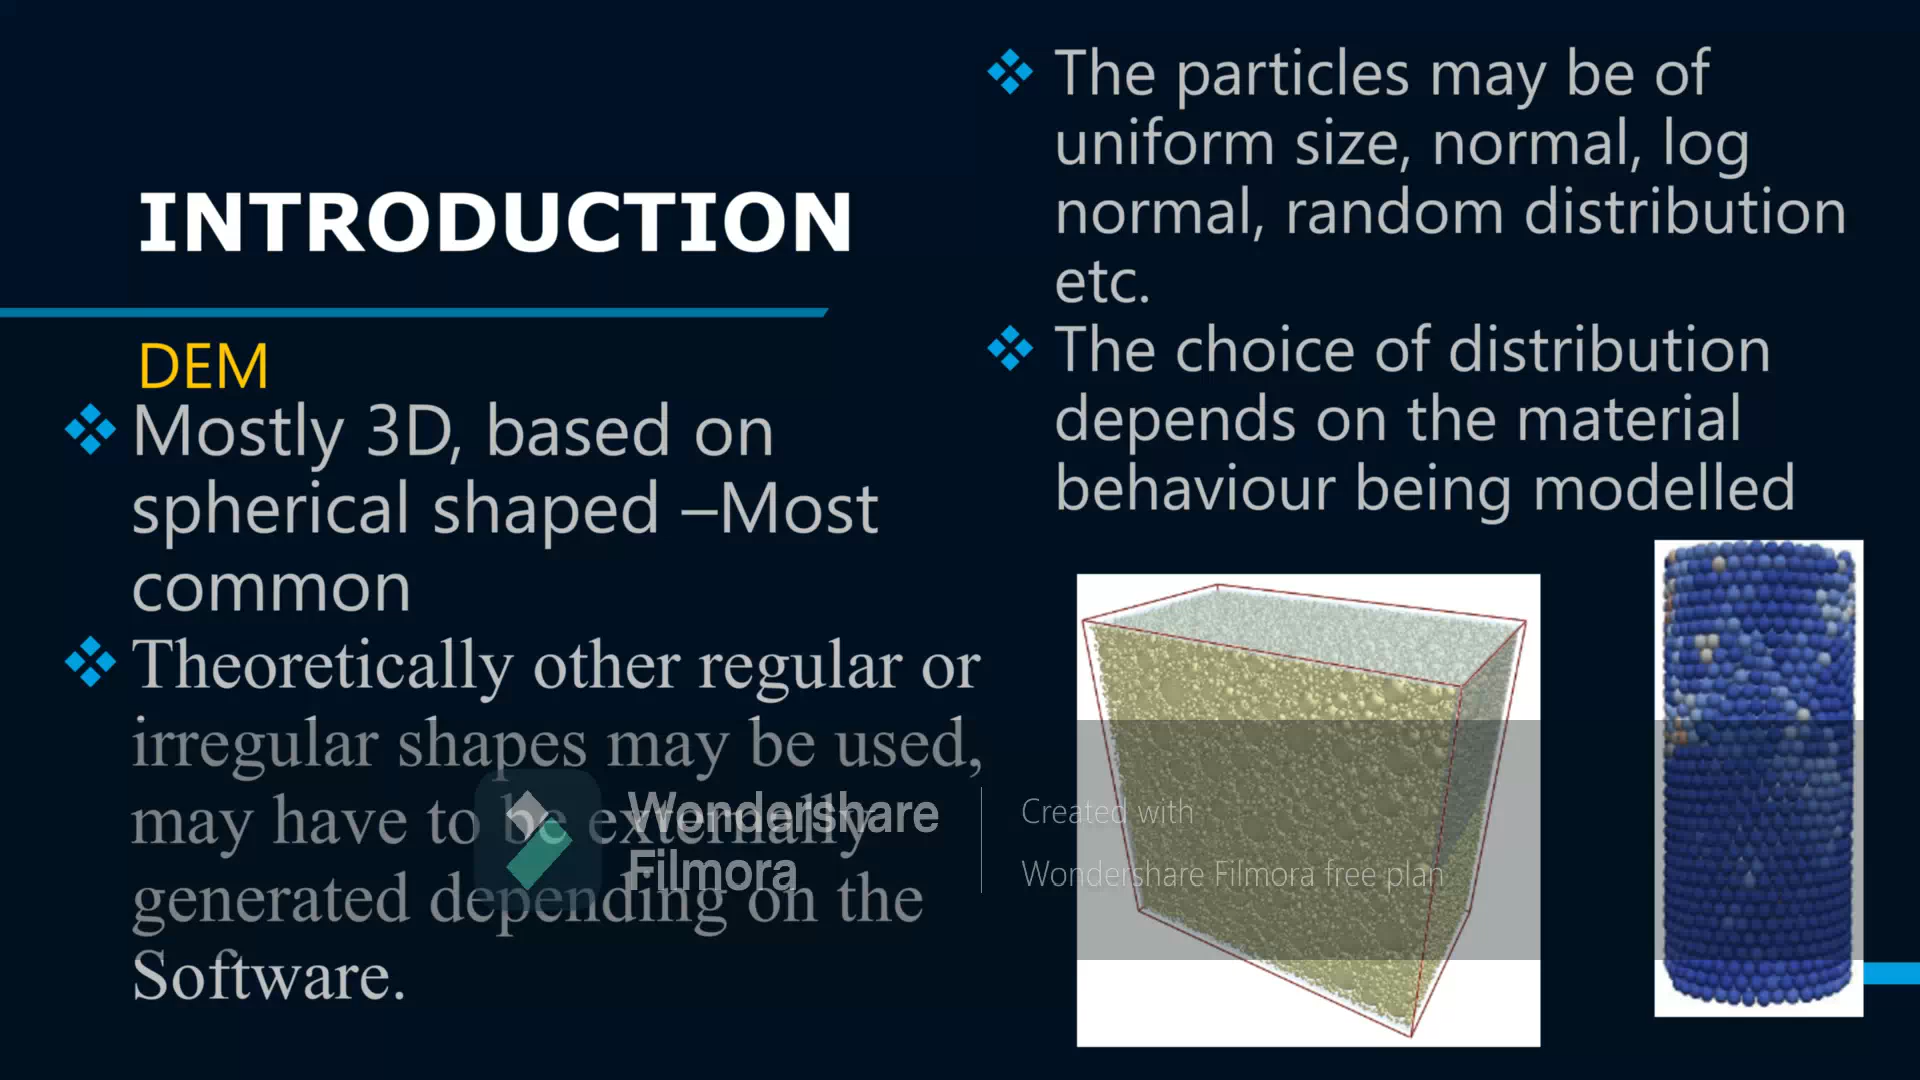 INTRODUCTION
DEM
Mostly 3D, based on
spherical shaped –Most
common
Theoretically other regular or
irregular shapes may be used,
may have to be externally
generated depending on the
Software.
The particles may be of
uniform size, normal, log
normal, random distribution
etc.
The choice of distribution
depends on the material
behaviour being modelled
Wondershare
Filmora
Created with
Wondershare Filmora free plan